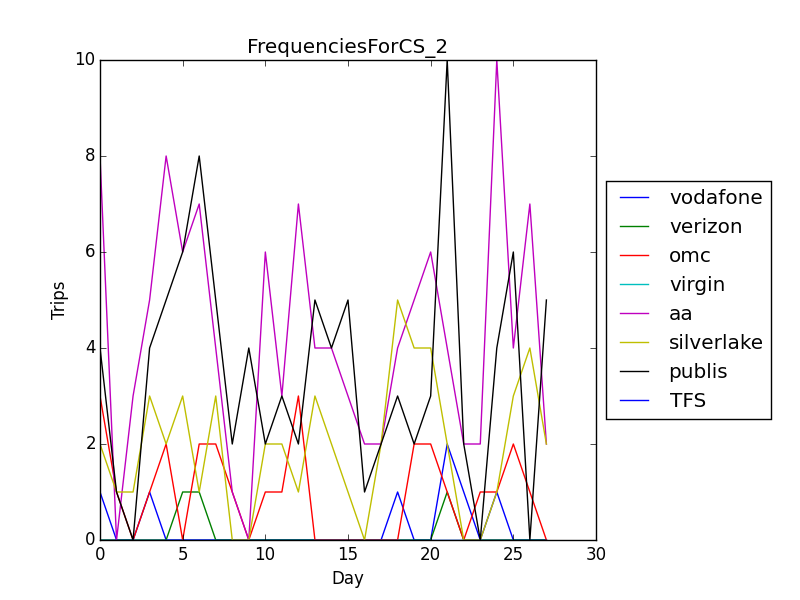 FrequenciesForCS_2
10
8
6
4
2
0
Trips
0 5 10 15 20 25 30
Day
vodafone
verizon
omc
virgin
aa
silverlake
publis
TFS